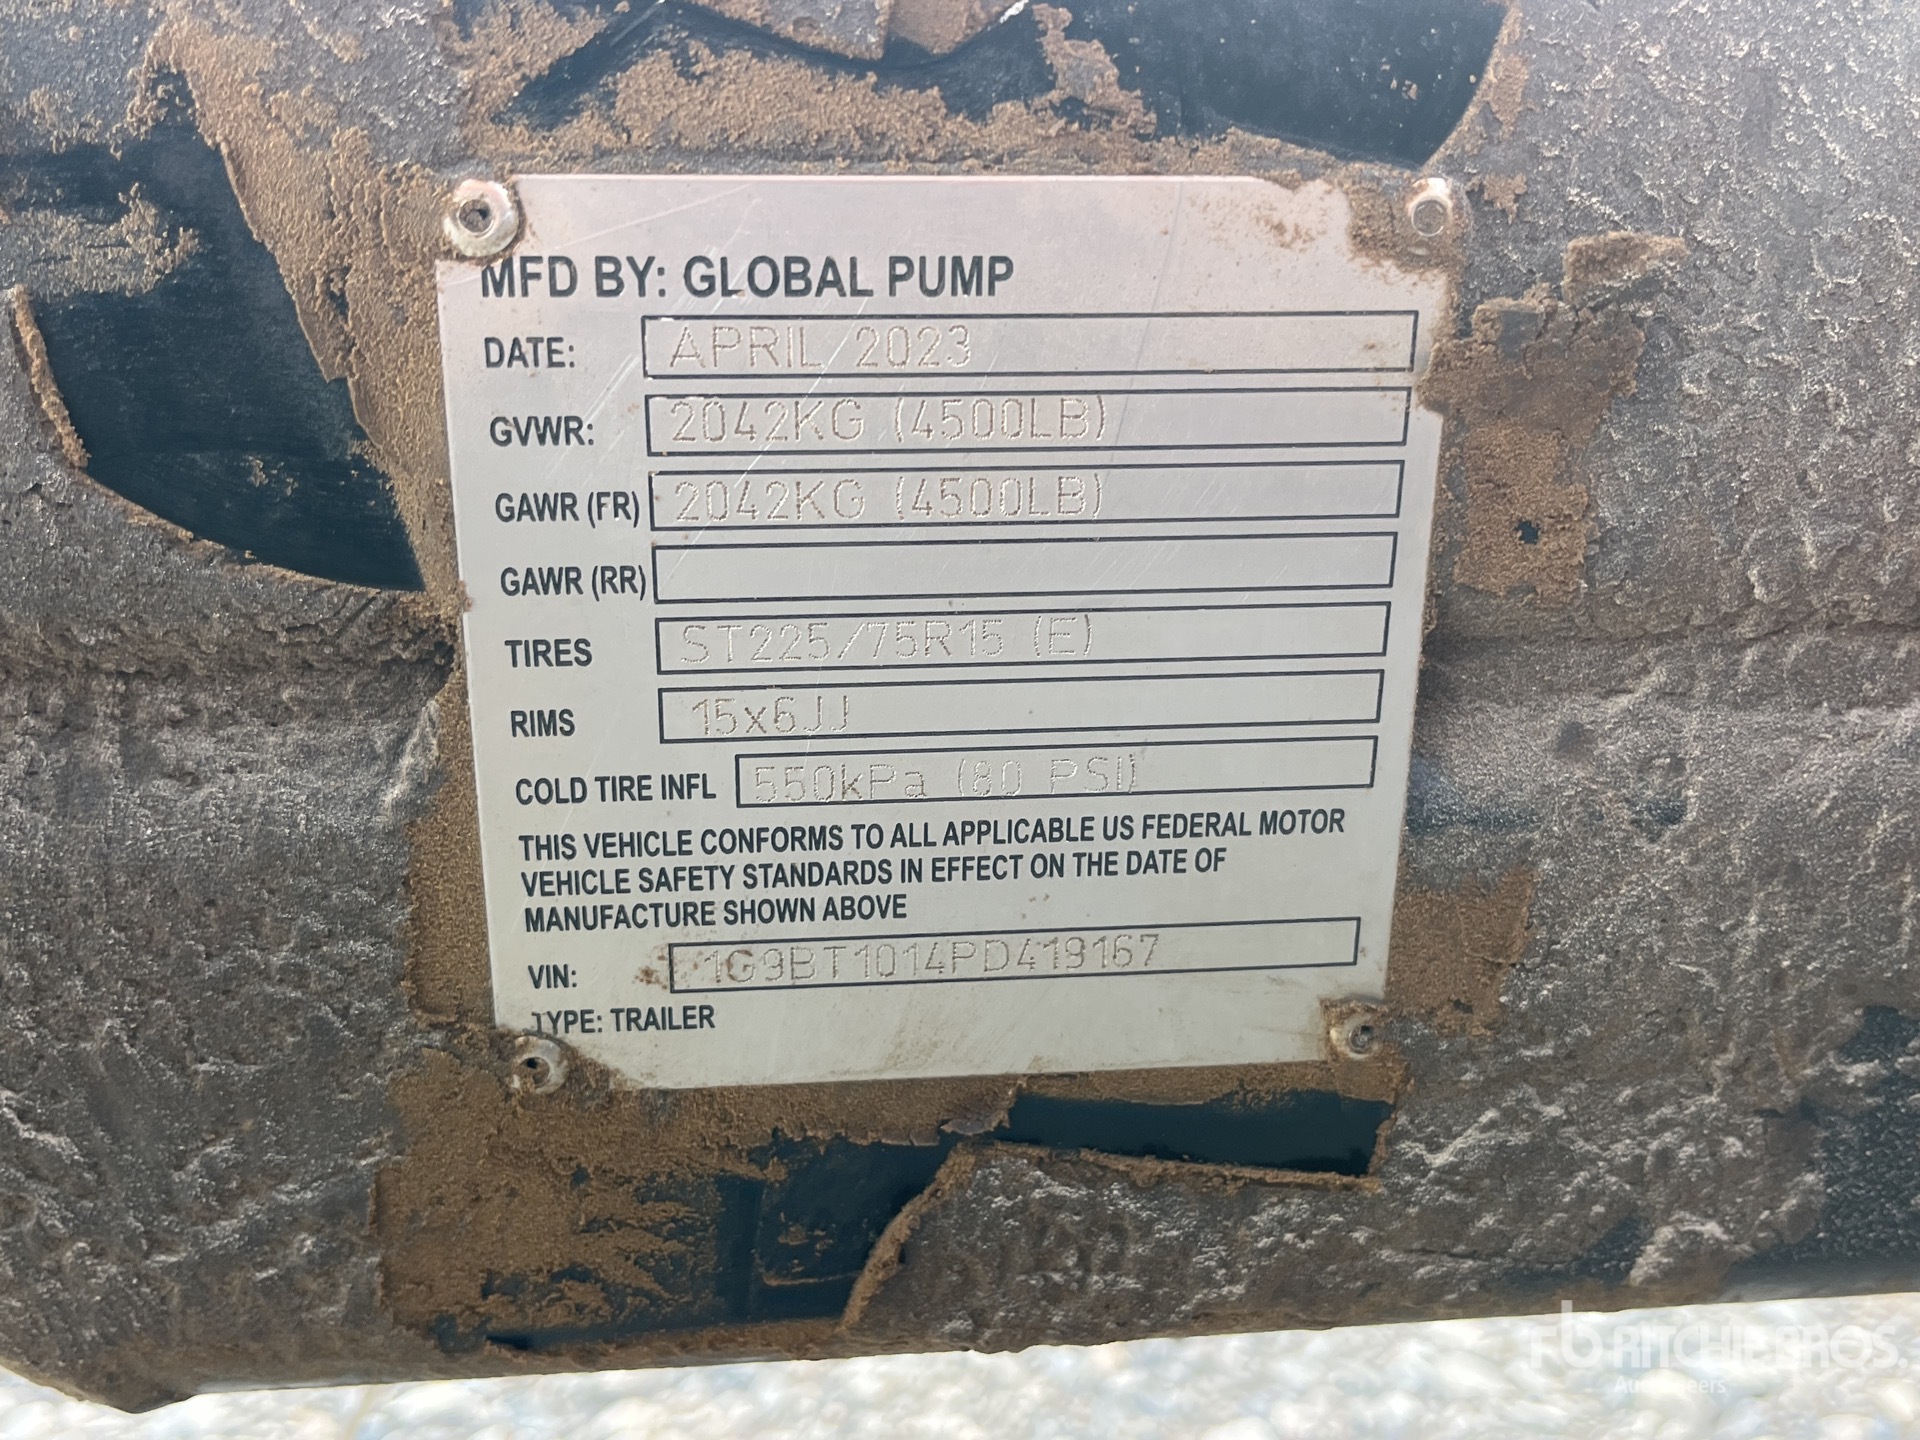 MFD BY: GLOBAL PUMP
DATE: APRIL 2023
GVWR: 2042KG (4500LB)
GAWR (FR) 2042KG (4500LB)
GAWR (RR)
TIRES ST225/75R15 (E)
RIMS 15x6JJ
COLD TIRE INFL 550kPa (80 PSI)
THIS VEHICLE CONFORMS TO ALL APPLICABLE US FEDERAL MOTOR
VEHICLE SAFETY STANDARDS IN EFFECT ON THE DATE OF
MANUFACTURE SHOWN ABOVE
VIN: 1G9BT1014PD419167
TYPE: TRAILER
rb RITCHIE BROS.
Auctioneers